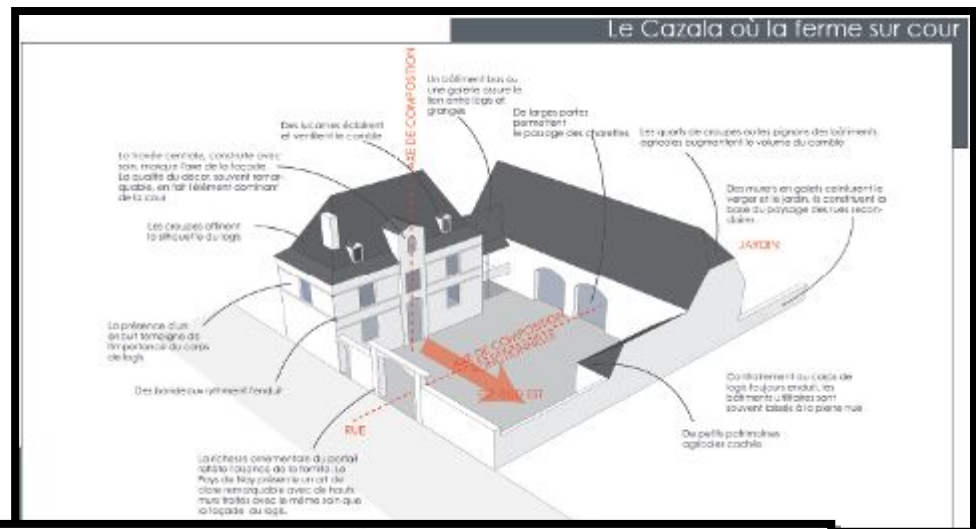 Le Cazala où la ferme sur cour
AXE DE COMPOSTION
Un bâtiment bas ou
une galerie assure le
lien entre logis et
granges
De larges portes
permettent
le passage des charettes
Les quarts de croupes ou les pignons des bâtiments
agricoles augmentent le volume du comble
Des lucarnes éclairent
et ventilent le comble
La travée centrale, construite avec
soin, marque l'axe de la façade.
La qualité du décor, souvent remar-
quable, en fait l'élément dominant
de la cour
Les croupes affinent
la silhouette du logis
Des murets en galets ceinturent le
verger et le jardin. Ils constituent la
base du paysage des rues secon-
daires.
JARDIN
La présence d'un
enduit témoigne de
l'importance du corps
de logis
Des bandeaux rythment l'enduit
AXE DE COMPOSITION
EST
RUE
Contrairement au corps de
logis toujours enduit, les
bâtiments utilitaires sont
souvent laissés à la pierre nue
De petits patrimoines
agricoles cachés
La richesse ornementale du portail
reflète l'aisance de la famille. Le
Pays de Nay présente un art de
clore remarquable avec de hauts
murs traités avec le même soin que
la façade du logis.